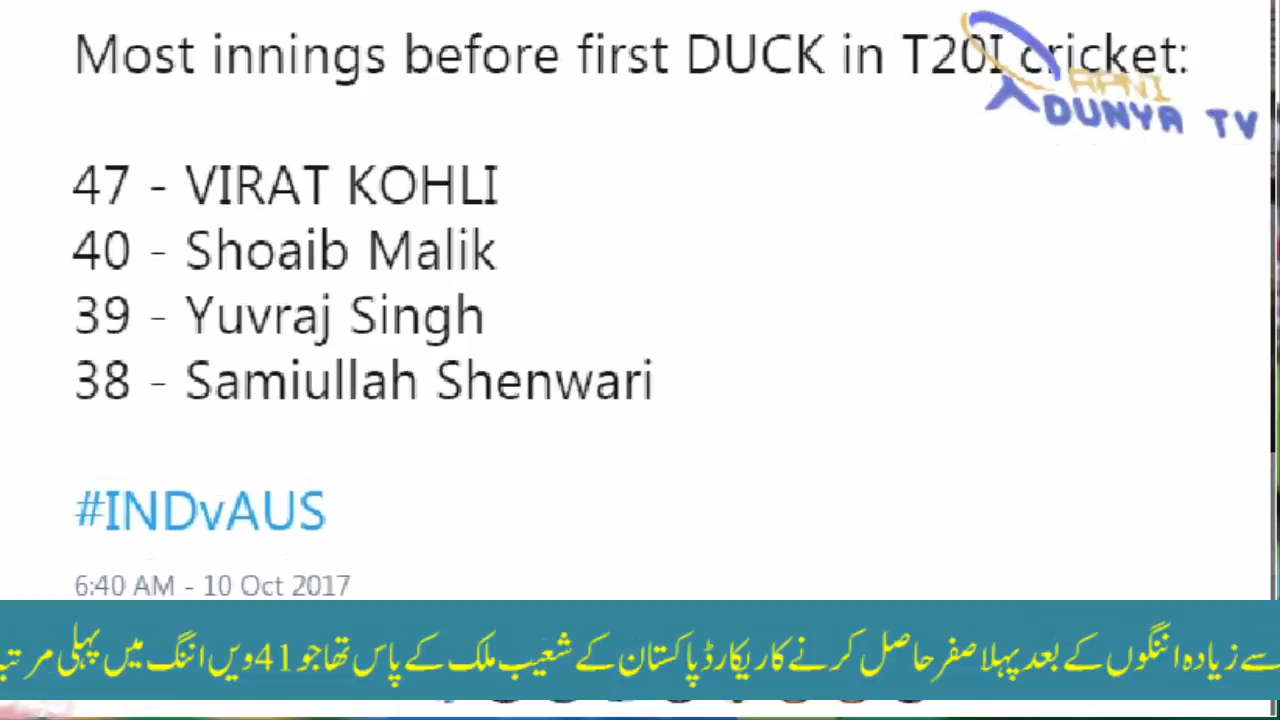 Most innings before first DUCK in T20I cricket:
APNI
DUNYA TV
47 - VIRAT KOHLI
40 - Shoaib Malik
39 - Yuvraj Singh
38 - Samiullah Shenwari
#INDvAUS
6:40 AM - 10 Oct 2017
سے زیادہ اننگوں کے بعد پہلا صفر حاصل کرنے کا ریکارڈ پاکستان کے شعیب ملک کے پاس تھا جو 41 ویں اننگ میں پہلی